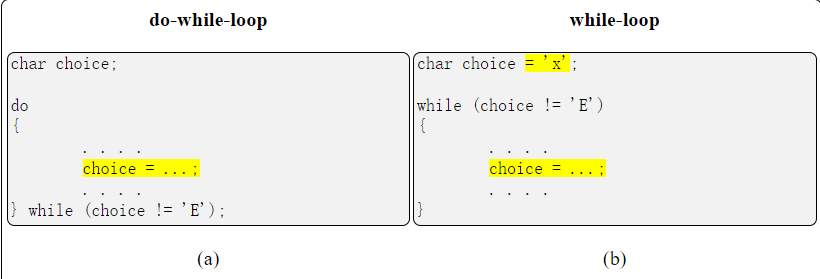 do-while-loop
char choice;
do
{
. . . .
choice = ...;
. . . .
} while (choice != 'E');
(a)
while-loop
char choice = 'x';
while (choice != 'E')
{
. . . .
choice = ...;
. . . .
}
(b)